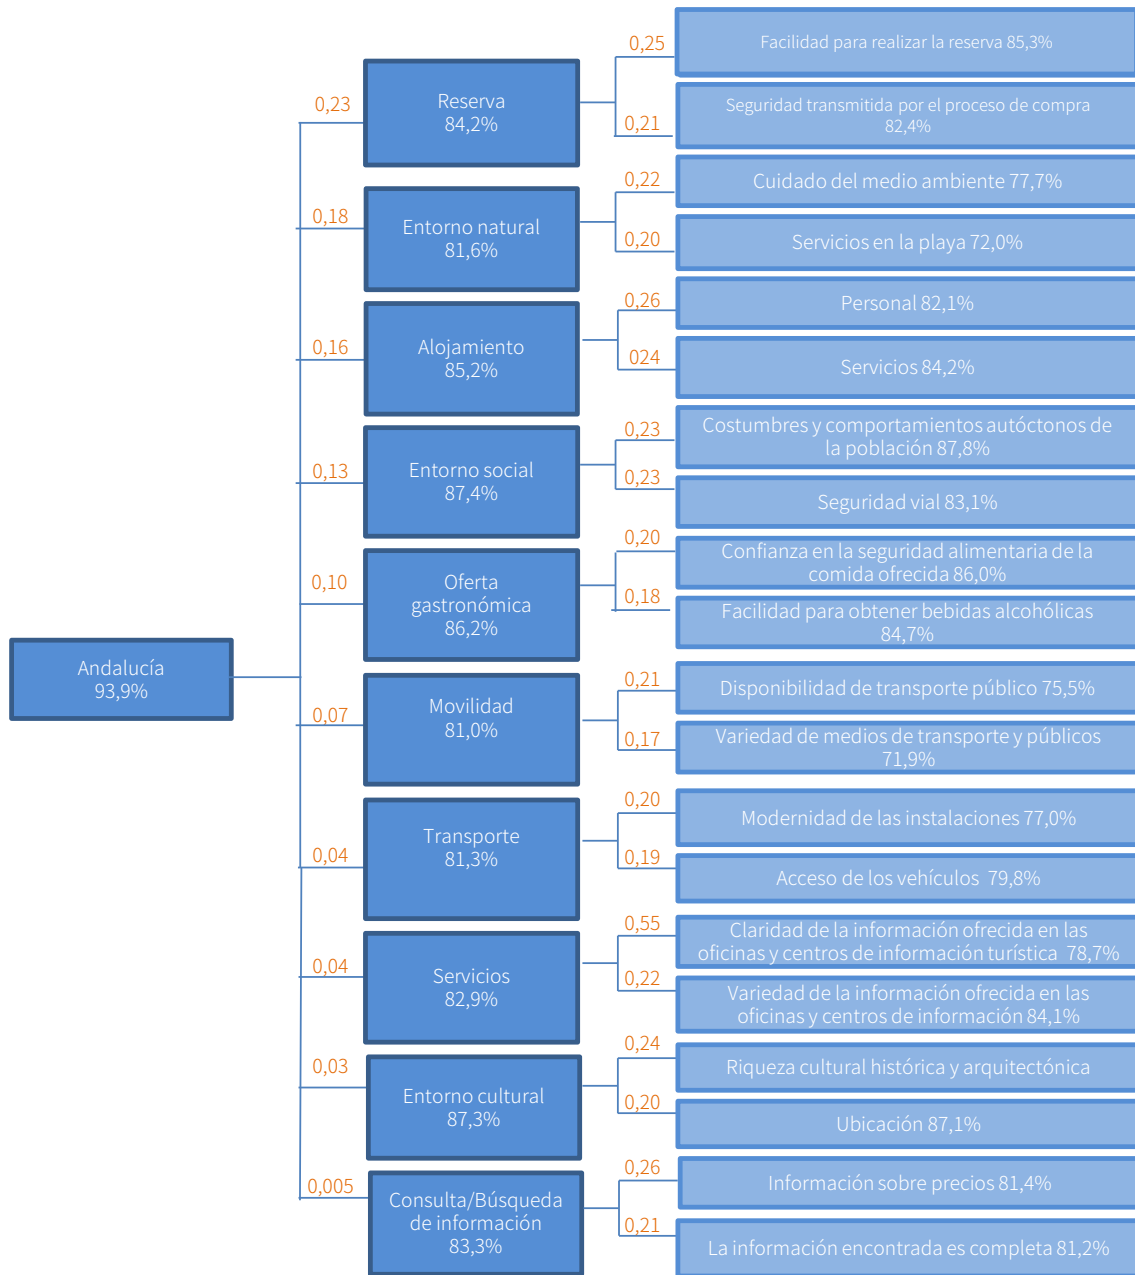 0,25
Facilidad para realizar la reserva 85,3%
0,23
Reserva
84,2%
0,21
Seguridad transmitida por el proceso de compra
82,4%
0,22
Cuidado del medio ambiente 77,7%
0,18
Entorno natural
81,6%
0,20
Servicios en la playa 72,0%
0,26
Personal 82,1%
0,16
Alojamiento
85,2%
024
Servicios 84,2%
0,23
Costumbres y comportamientos autóctonos de
la población 87,8%
0,13
Entorno social
87,4%
0,23
Seguridad vial 83,1%
0,20
Confianza en la seguridad alimentaria de la
comida ofrecida 86,0%
0,10
Oferta
gastronómica
86,2%
0,18
Facilidad para obtener bebidas alcohólicas
84,7%
Andalucía
93,9%
0,21
Disponibilidad de transporte público 75,5%
0,07
Movilidad
81,0%
0,17
Variedad de medios de transporte y públicos
71,9%
0,20
Modernidad de las instalaciones 77,0%
0,04
Transporte
81,3%
0,19
Acceso de los vehículos 79,8%
0,55
Claridad de la información ofrecida en las
oficinas y centros de información turística 78,7%
0,04
Servicios
82,9%
0,22
Variedad de la información ofrecida en las
oficinas y centros de información 84,1%
0,24
Riqueza cultural histórica y arquitectónica
0,03
Entorno cultural
87,3%
0,20
Ubicación 87,1%
0,26
Información sobre precios 81,4%
0,005
Consulta/Búsqueda
de información
83,3%
0,21
La información encontrada es completa 81,2%